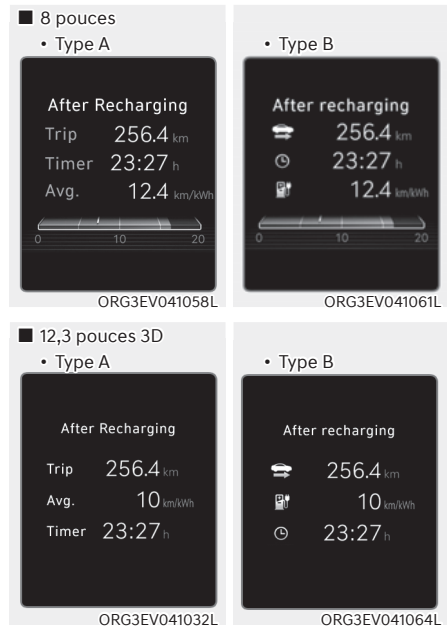 ■ 8 pouces
• Type A
After Recharging
Trip 256.4 km
Timer 23:27 h
Avg. 12.4 km/kWh
0 10 20
ORG3EV041058L
• Type B
After recharging
256.4 km
23:27 h
12.4 km/kWh
0 10 20
ORG3EV041061L
■ 12,3 pouces 3D
• Type A
After Recharging
Trip 256.4 km
Avg. 10 km/kWh
Timer 23:27 h
ORG3EV041032L
• Type B
After recharging
256.4 km
10 km/kWh
23:27 h
ORG3EV041064L